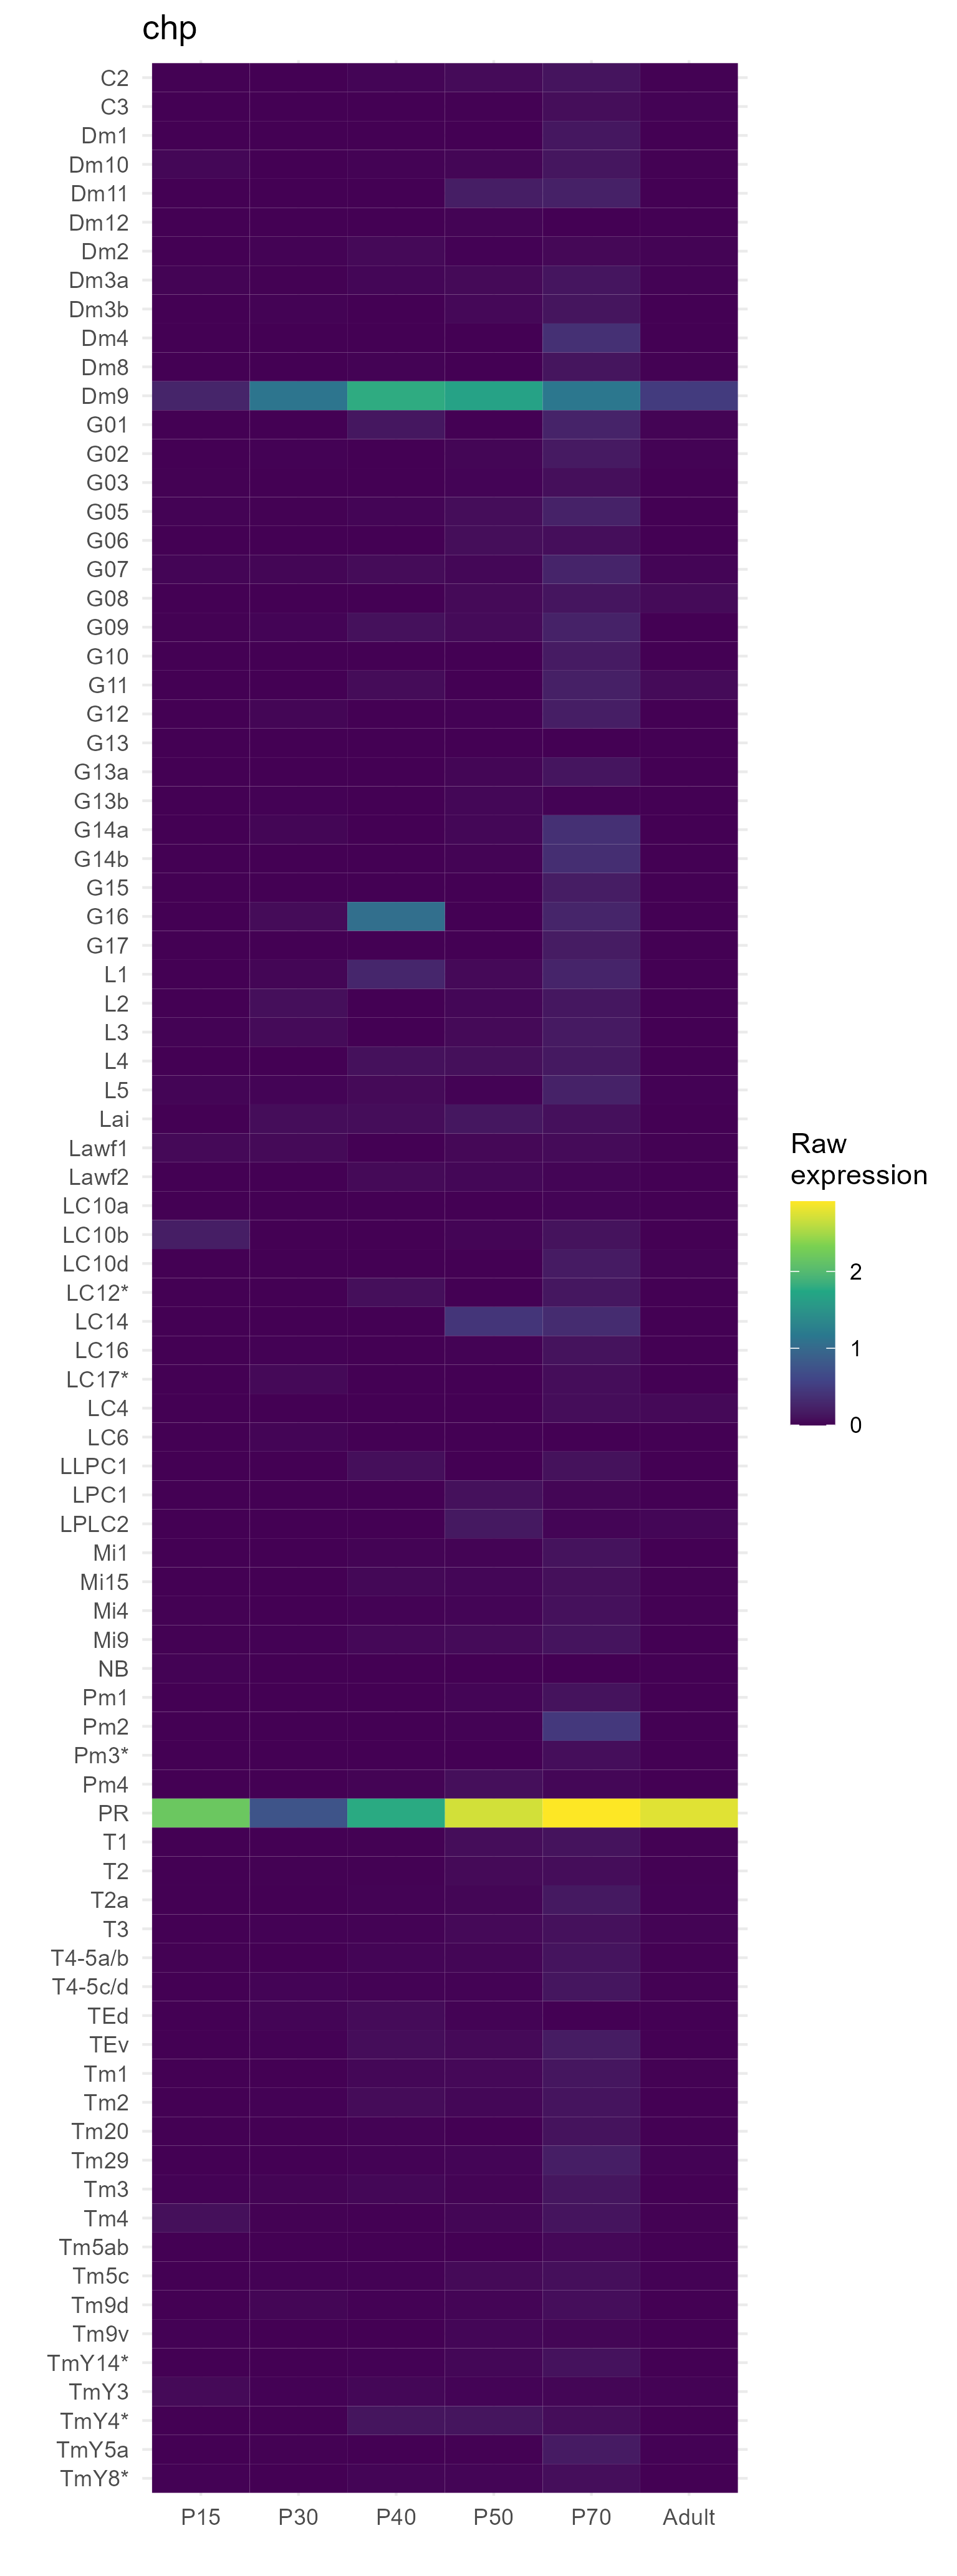 chp
C2
C3
Dm1
Dm10
Dm11
Dm12
Dm2
Dm3a
Dm3b
Dm4
Dm8
Dm9
G01
G02
G03
G05
G06
G07
G08
G09
G10
G11
G12
G13
G13a
G13b
G14a
G14b
G15
G16
G17
L1
L2
L3
L4
L5
Lai
Lawf1
Lawf2
LC10a
LC10b
LC10d
LC12*
LC14
LC16
LC17*
LC4
LC6
LLPC1
LPC1
LPLC2
Mi1
Mi15
Mi4
Mi9
NB
Pm1
Pm2
Pm3*
Pm4
PR
T1
T2
T2a
T3
T4-5a/b
T4-5c/d
TEd
TEv
Tm1
Tm2
Tm20
Tm29
Tm3
Tm4
Tm5ab
Tm5c
Tm9d
Tm9v
TmY14*
TmY3
TmY4*
TmY5a
TmY8*
P15 P30 P40 P50 P70 Adult
Raw
expression
2
1
0